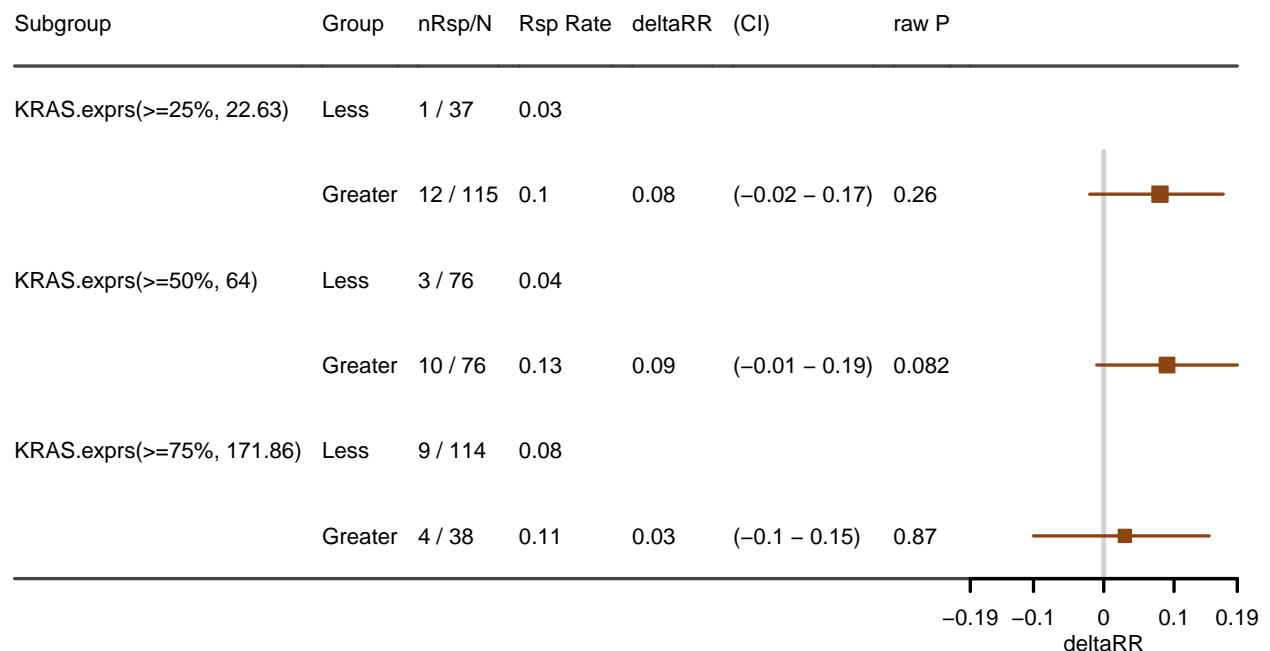 Subgroup Group nRsp/N Rsp Rate deltaRR (CI) raw P
KRAS.exprs(>=25%, 22.63) Less 1 / 37 0.03
Greater 12 / 115 0.1 0.08 (−0.02 − 0.17) 0.26
KRAS.exprs(>=50%, 64) Less 3 / 76 0.04
Greater 10 / 76 0.13 0.09 (−0.01 − 0.19) 0.082
KRAS.exprs(>=75%, 171.86) Less 9 / 114 0.08
Greater 4 / 38 0.11 0.03 (−0.1 − 0.15) 0.87
−0.19 −0.1 0 0.1 0.19
deltaRR